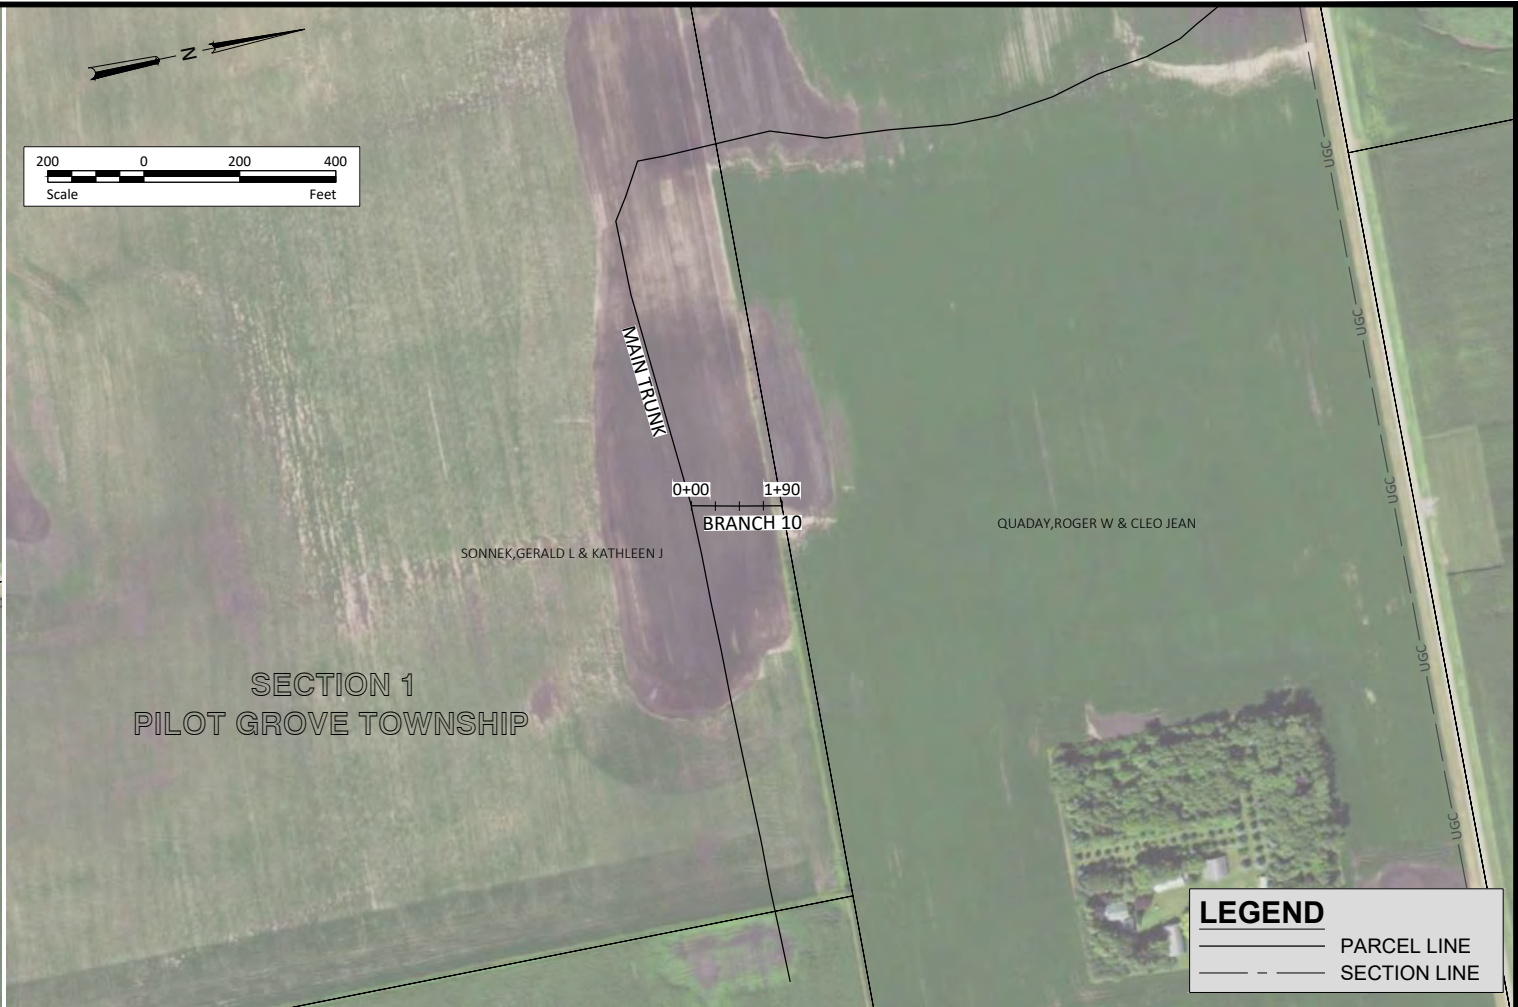 N
200 0 200 400
Scale Feet
UGC
UGC
MAIN TRUNK
0+00 1+90
UGC
BRANCH 10
QUADAY,ROGER W & CLEO JEAN
SONNEK,GERALD L & KATHLEEN J
UGC
SECTION 1
PILOT GROVE TOWNSHIP
UGC
LEGEND
PARCEL LINE
SECTION LINE